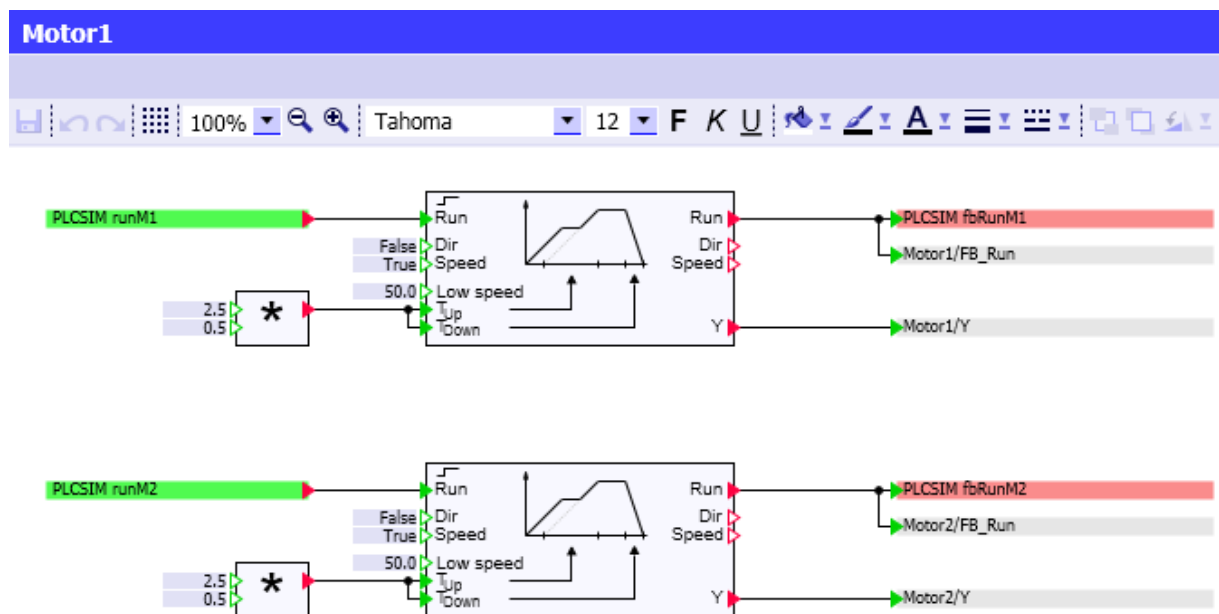 Motor1
100% Tahoma 12 F K U
PLCSIM runM1
Run
Run
PLCSIM fbRunM1
False
Dir
Dir
Motor1/FB_Run
True
Speed
Speed
50.0
Low speed
2.5
*
TUp
0.5
TDown
Y
Motor1/Y
PLCSIM runM2
Run
Run
PLCSIM fbRunM2
False
Dir
Dir
Motor2/FB_Run
True
Speed
Speed
50.0
Low speed
2.5
*
TUp
0.5
TDown
Y
Motor2/Y